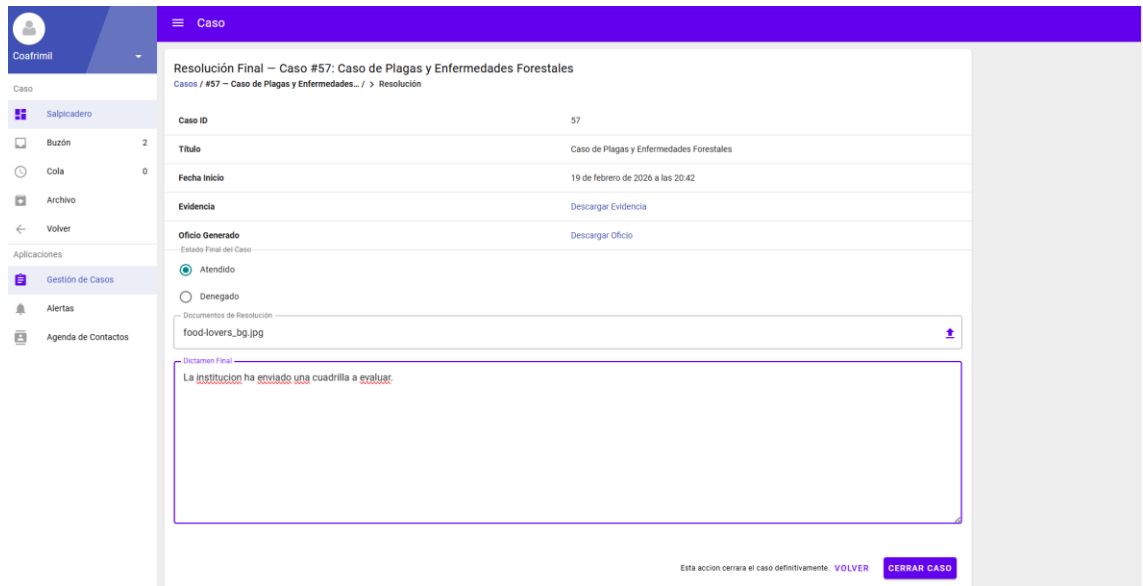 Caso
Coafrimil
Caso
Salpicadero
Buzón 2
Cola 0
Archivo
Volver
Aplicaciones
Gestión de Casos
Alertas
Agenda de Contactos
Resolución Final — Caso #57: Caso de Plagas y Enfermedades Forestales
Casos / #57 — Caso de Plagas y Enfermedades... / > Resolución
Caso ID 57
Título Caso de Plagas y Enfermedades Forestales
Fecha Inicio 19 de febrero de 2026 a las 20:42
Evidencia Descargar Evidencia
Oficio Generado Descargar Oficio
Estado Final del Caso
Atendido
Denegado
Documentos de Resolución
food-lovers_bg.jpg
Dictamen Final
La institucion ha enviado una cuadrilla a evaluar.
Esta accion cerrara el caso definitivamente. VOLVER CERRAR CASO